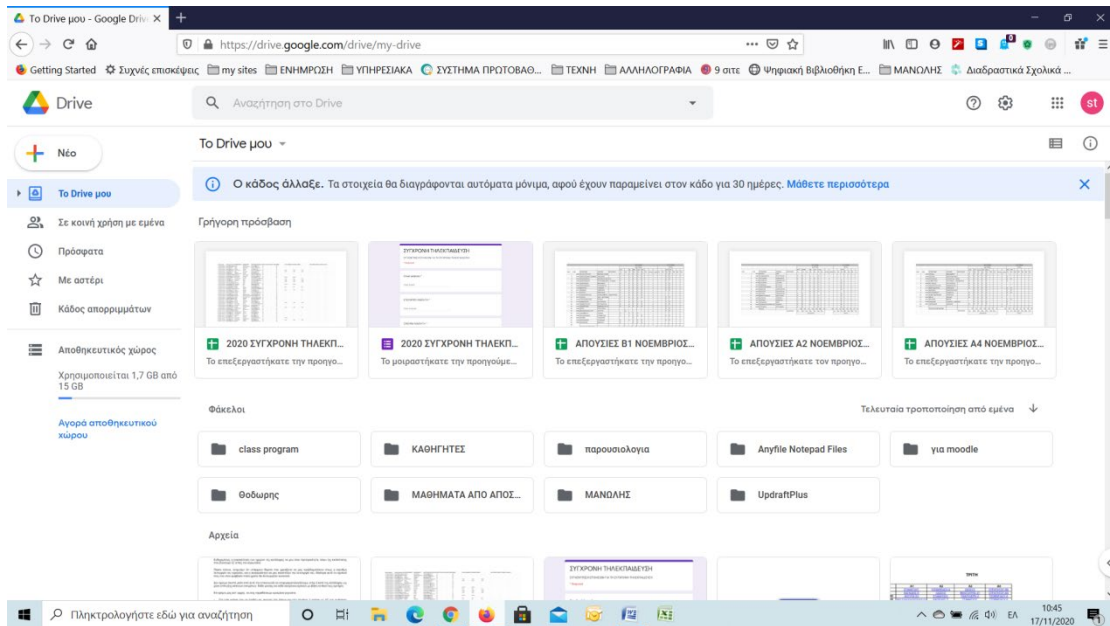 Το Drive μου - Google Driv
https://drive.google.com/drive/my-drive
Getting Started Συχνές επισκέψεις my sites ΕΝΗΜΡΩΣΗ ΥΠΗΡΕΣΙΑΚΑ ΣΥΣΤΗΜΑ ΠΡΩΤΟΒΑΘ... ΤΕΧΝΗ ΑΛΛΗΛΟΓΡΑΦΙΑ 9 σιτε Ψηφιακή Βιβλιοθήκη Ε... ΜΑΝΩΛΗΣ Διαδραστικά Σχολικά ...
Drive
Αναζήτηση στο Drive
st
Νέο
Το Drive μου
Το Drive μου
Ο κάδος άλλαξε. Τα στοιχεία θα διαγράφονται αυτόματα μόνιμα, αφού έχουν παραμείνει στον κάδο για 30 ημέρες. Μάθετε περισσότερα
Σε κοινή χρήση με εμένα
Πρόσφατα
Με αστέρι
Κάδος απορριμμάτων
Αποθηκευτικός χώρος
Χρησιμοποιείται 1,7 GB από
15 GB
Αγορά αποθηκευτικού
χώρου
Γρήγορη πρόσβαση
ΣΥΓΧΡΟΝΗ ΤΗΛΕΚΠΑΙΔΕΥΣΗ
2020 ΣΥΓΧΡΟΝΗ ΤΗΛΕΚΠ...
Το επεξεργαστήκατε την προηγο...
2020 ΣΥΓΧΡΟΝΗ ΤΗΛΕΚΠ...
Το μοιραστήκατε την προηγούμε...
ΑΠΟΥΣΙΕΣ Β1 ΝΟΕΜΒΡΙΟΣ...
Το επεξεργαστήκατε την προηγο...
ΑΠΟΥΣΙΕΣ Α2 ΝΟΕΜΒΡΙΟΣ...
Το επεξεργαστήκατε τον προηγο...
ΑΠΟΥΣΙΕΣ Α4 ΝΟΕΜΒΡΙΟΣ...
Το επεξεργαστήκατε την προηγο...
Φάκελοι
Τελευταία τροποποίηση από εμένα
class program
ΚΑΘΗΓΗΤΕΣ
παρουσιολογια
Anyfile Notepad Files
για moodle
Θοδωρης
ΜΑΘΗΜΑΤΑ ΑΠΟ ΑΠΟΣ...
ΜΑΝΩΛΗΣ
UpdraftPlus
Αρχεία
ΣΥΓΧΡΟΝΗ ΤΗΛΕΚΠΑΙΔΕΥΣΗ
Πληκτρολογήστε εδώ για αναζήτηση
ΕΛ
10:45
17/11/2020